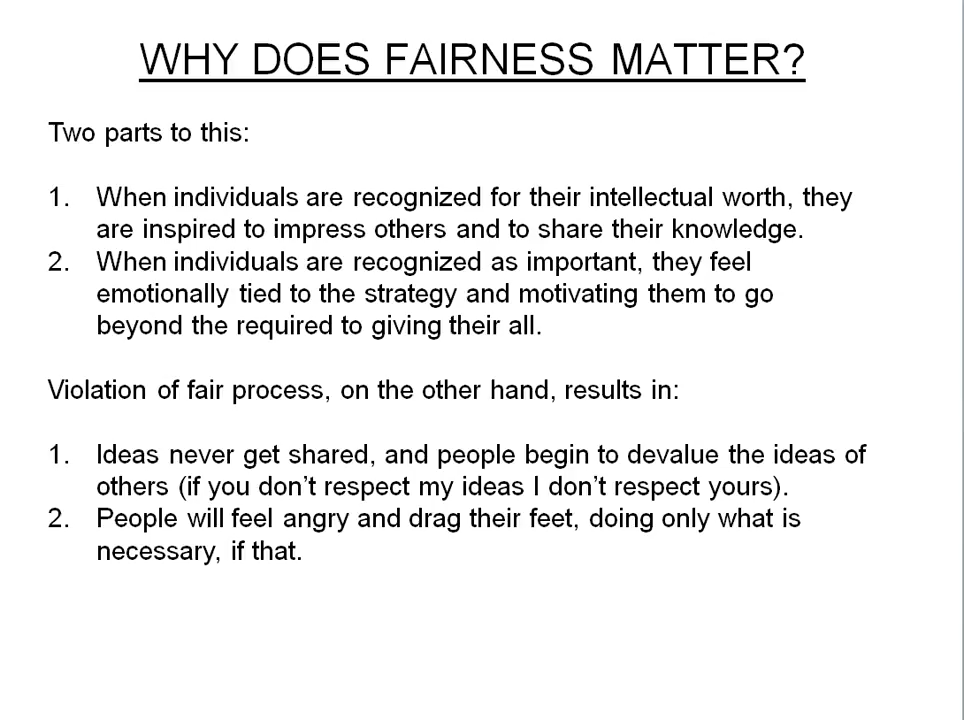 WHY DOES FAIRNESS MATTER?
Two parts to this:
1. When individuals are recognized for their intellectual worth, they
are inspired to impress others and to share their knowledge.
2. When individuals are recognized as important, they feel
emotionally tied to the strategy and motivating them to go
beyond the required to giving their all.
Violation of fair process, on the other hand, results in:
1. Ideas never get shared, and people begin to devalue the ideas of
others (if you don’t respect my ideas I don’t respect yours).
2. People will feel angry and drag their feet, doing only what is
necessary, if that.